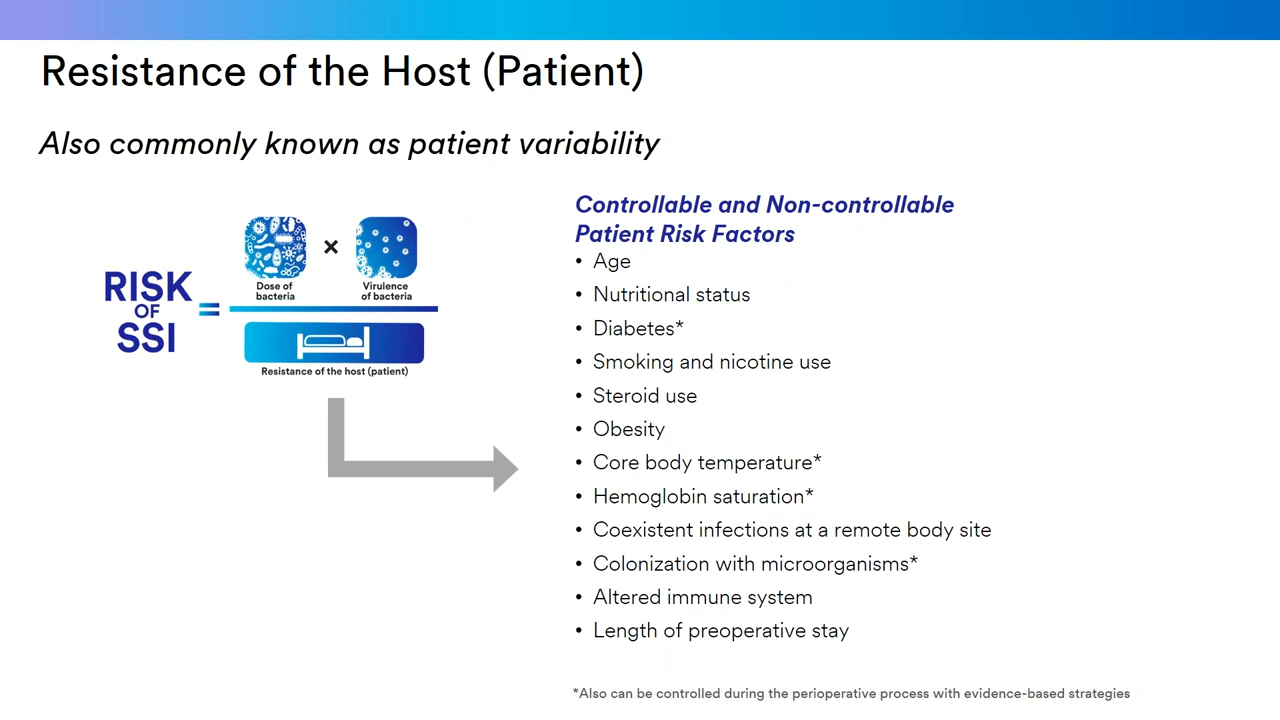 Resistance of the Host (Patient)
Also commonly known as patient variability
RISK
OF
SSI
=
Dose of
bacteria
×
Virulence
of bacteria
Resistance of the host (patient)
Controllable and Non-controllable
Patient Risk Factors
• Age
• Nutritional status
• Diabetes*
• Smoking and nicotine use
• Steroid use
• Obesity
• Core body temperature*
• Hemoglobin saturation*
• Coexistent infections at a remote body site
• Colonization with microorganisms*
• Altered immune system
• Length of preoperative stay
*Also can be controlled during the perioperative process with evidence-based strategies